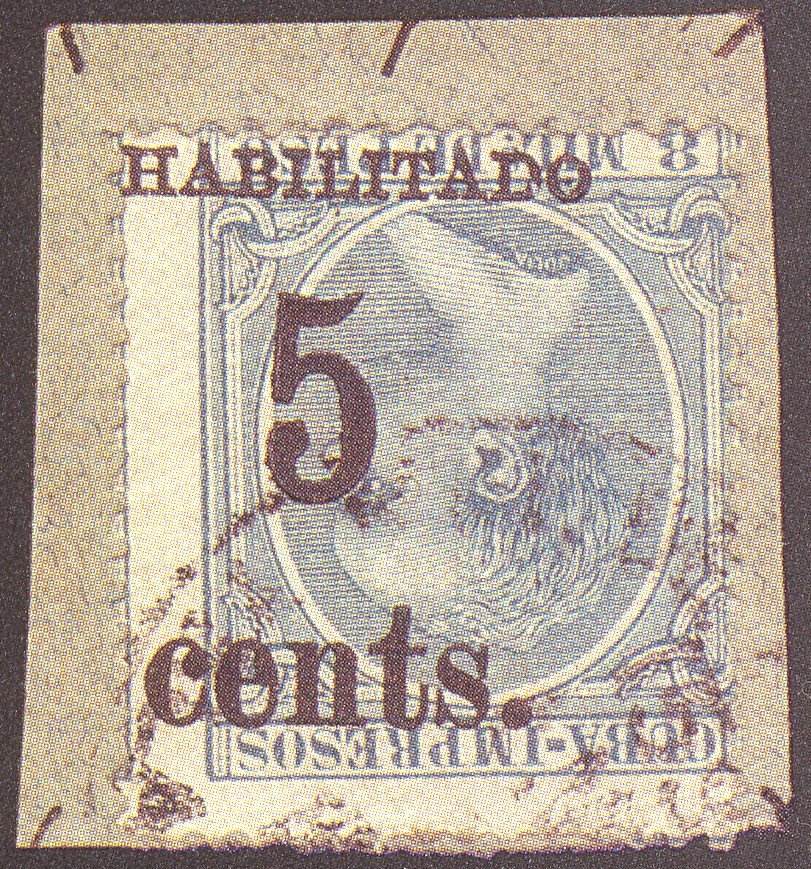 HABILITADO
5
cents.
CUBA-IMPRESOS